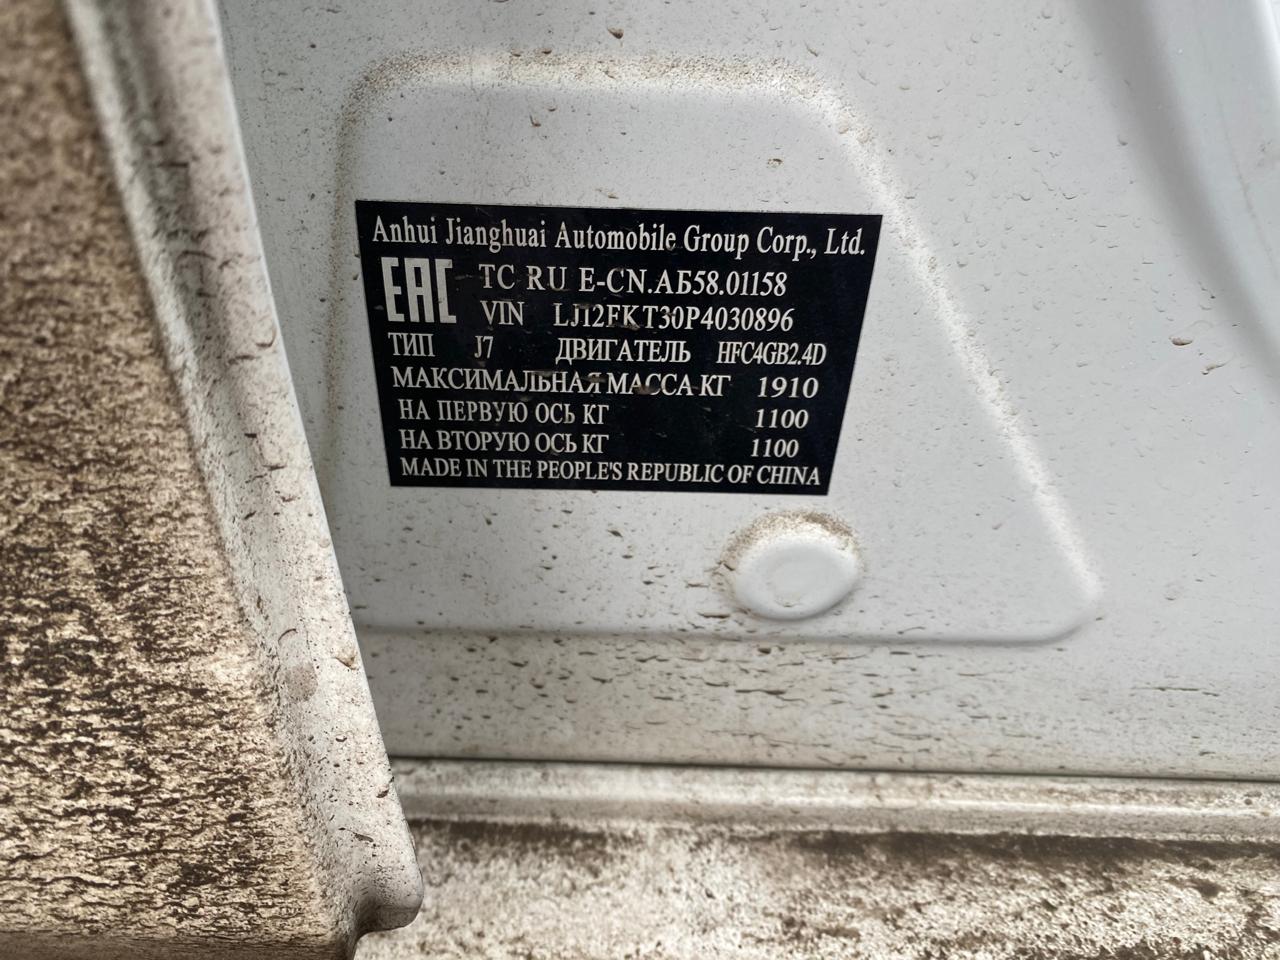 Anhui Jianghuai Automobile Group Corp., Ltd.
EAC TC RU E-CN.АБ58.01158
VIN LJ12FKT30P4030896
ТИП J7 ДВИГАТЕЛЬ HFC4GB2.4D
МАКСИМАЛЬНАЯ МАССА КГ 1910
НА ПЕРВУЮ ОСЬ КГ 1100
НА ВТОРУЮ ОСЬ КГ 1100
MADE IN THE PEOPLE'S REPUBLIC OF CHINA